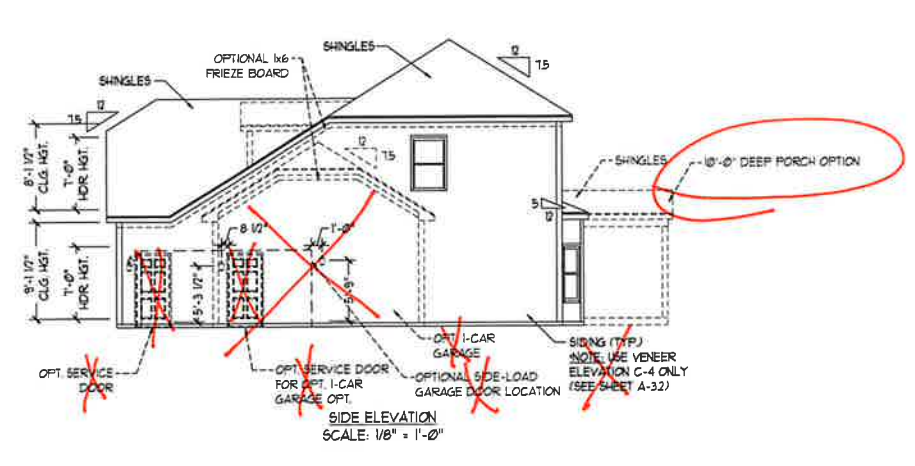 SHINGLES
OPTIONAL 1x6
FRIEZE BOARD
SHINGLES
12
7.5
12
7.5
12
7.5
SHINGLES
10'-0" DEEP PORCH OPTION
5
12
8'-1 1/2"
CLG. HGT.
7'-0"
HDR. HGT.
9'-1 1/2"
CLG. HGT.
7'-0"
HDR. HGT.
8 1/2"
1'-0"
5'-3 1/2"
OPT. SERVICE
DOOR
OPT. SERVICE DOOR
FOR OPT. 1-CAR
GARAGE OPT.
OPT. 1-CAR
GARAGE
OPTIONAL SIDE-LOAD
GARAGE DOOR LOCATION
SIDING (TYP.)
NOTE: USE VENEER
ELEVATION C-4 ONLY
(SEE SHEET A-32)
SIDE ELEVATION
SCALE: 1/8" = 1'-0"